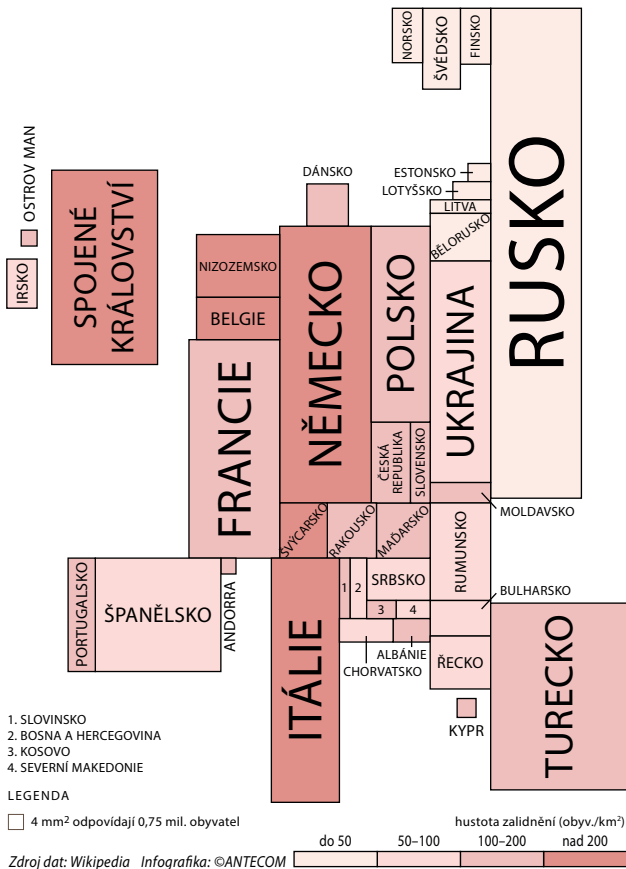 NORSKO
ŠVÉDSKO
FINSKO
RUSKO
OSTROV MAN
IRSKO
SPOJENÉ
KRÁLOVSTVÍ
DÁNSKO
ESTONSKO
LOTYŠSKO
LITVA
BĚLORUSKO
NIZOZEMSKO
BELGIE
NĚMECKO
POLSKO
UKRAJINA
FRANCIE
ČESKÁ
REPUBLIKA
SLOVENSKO
MOLDAVSKO
ŠVÝCARSKO
RAKOUSKO
MAĎARSKO
RUMUNSKO
PORTUGALSKO
ŠPANĚLSKO
ANDORRA
ITÁLIE
1
2
SRBSKO
3
4
BULHARSKO
ALBÁNIE
CHORVATSKO
ŘECKO
KYPR
TURECKO
1. SLOVINSKO
2. BOSNA A HERCEGOVINA
3. KOSOVO
4. SEVERNÍ MAKEDONIE
LEGENDA
4 mm² odpovídají 0,75 mil. obyvatel
hustota zalidnění (obyv./km²)
do 50
50–100
100–200
nad 200
Zdroj dat: Wikipedia Infografika: ©ANTECOM